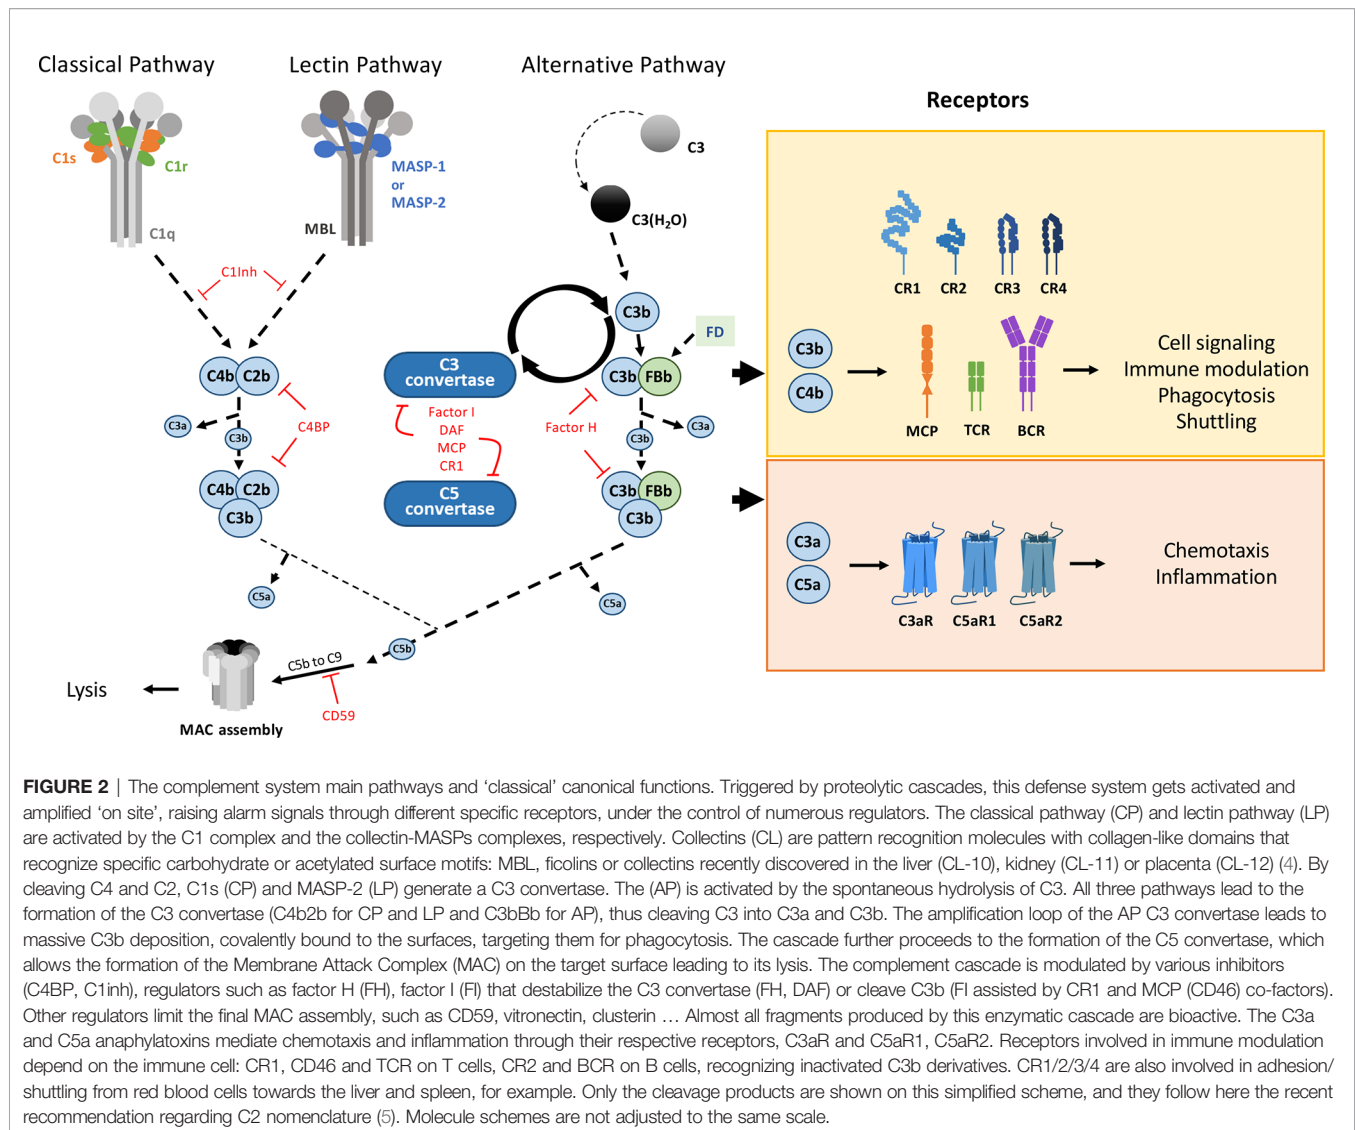 Classical Pathway
Lectin Pathway
Alternative Pathway
Receptors
C1s
C1r
C1q
MASP-1
or
MASP-2
MBL
C3
C3(H2O)
C1Inh
C3b
FD
C4b C2b
C3 convertase
C3b FBb
C3a
C3b
C4BP
Factor I
DAF
MCP
CR1
Factor H
C3b
C3a
C4b C2b
C3b
C5
convertase
C3b FBb
C3b
C5a
C5a
C5b
C5b to C9
CD59
Lysis
MAC assembly
CR1 CR2 CR3 CR4
C3b
C4b
MCP TCR BCR
Cell signaling
Immune modulation
Phagocytosis
Shuttling
C3a
C5a
C3aR C5aR1 C5aR2
Chemotaxis
Inflammation
FIGURE 2 | The complement system main pathways and ‘classical’ canonical functions. Triggered by proteolytic cascades, this defense system gets activated and
amplified ‘on site’, raising alarm signals through different specific receptors, under the control of numerous regulators. The classical pathway (CP) and lectin pathway (LP)
are activated by the C1 complex and the collectin-MASPs complexes, respectively. Collectins (CL) are pattern recognition molecules with collagen-like domains that
recognize specific carbohydrate or acetylated surface motifs: MBL, ficolins or collectins recently discovered in the liver (CL-10), kidney (CL-11) or placenta (CL-12) (4). By
cleaving C4 and C2, C1s (CP) and MASP-2 (LP) generate a C3 convertase. The (AP) is activated by the spontaneous hydrolysis of C3. All three pathways lead to the
formation of the C3 convertase (C4b2b for CP and LP and C3bBb for AP), thus cleaving C3 into C3a and C3b. The amplification loop of the AP C3 convertase leads to
massive C3b deposition, covalently bound to the surfaces, targeting them for phagocytosis. The cascade further proceeds to the formation of the C5 convertase, which
allows the formation of the Membrane Attack Complex (MAC) on the target surface leading to its lysis. The complement cascade is modulated by various inhibitors
(C4BP, C1inh), regulators such as factor H (FH), factor I (FI) that destabilize the C3 convertase (FH, DAF) or cleave C3b (FI assisted by CR1 and MCP (CD46) co-factors).
Other regulators limit the final MAC assembly, such as CD59, vitronectin, clusterin … Almost all fragments produced by this enzymatic cascade are bioactive. The C3a
and C5a anaphylatoxins mediate chemotaxis and inflammation through their respective receptors, C3aR and C5aR1, C5aR2. Receptors involved in immune modulation
depend on the immune cell: CR1, CD46 and TCR on T cells, CR2 and BCR on B cells, recognizing inactivated C3b derivatives. CR1/2/3/4 are also involved in adhesion/
shuttling from red blood cells towards the liver and spleen, for example. Only the cleavage products are shown on this simplified scheme, and they follow here the recent
recommendation regarding C2 nomenclature (5). Molecule schemes are not adjusted to the same scale.